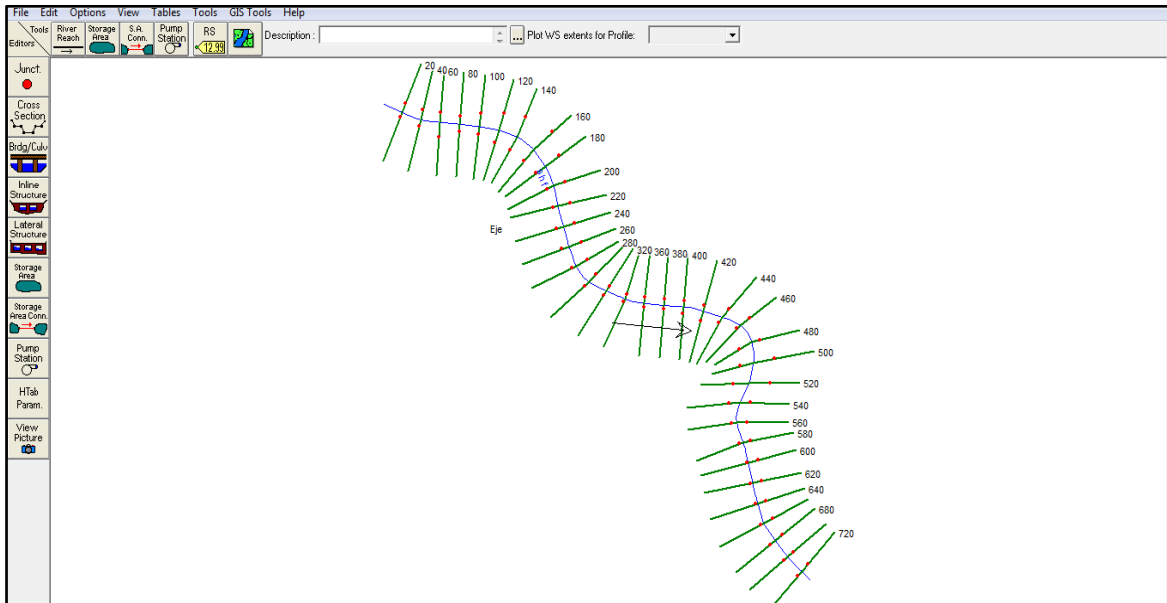 File Edit Options View Tables Tools GIS Tools Help
Tools
Editors
River
Reach
Storage
Area
S.A.
Conn.
Pump
Station
RS
12.99
Description :
...
Plot WS extents for Profile:
Junct.
Cross
Section
Brdg/Culv
Inline
Structure
Lateral
Structure
Storage
Area
Storage
Area Conn.
Pump
Station
HTab
Param.
View
Picture
20
40
60
80
100
120
140
160
180
200
220
240
260
280
Eje
320
360
380
400
420
440
460
480
500
520
540
560
580
600
620
640
680
720